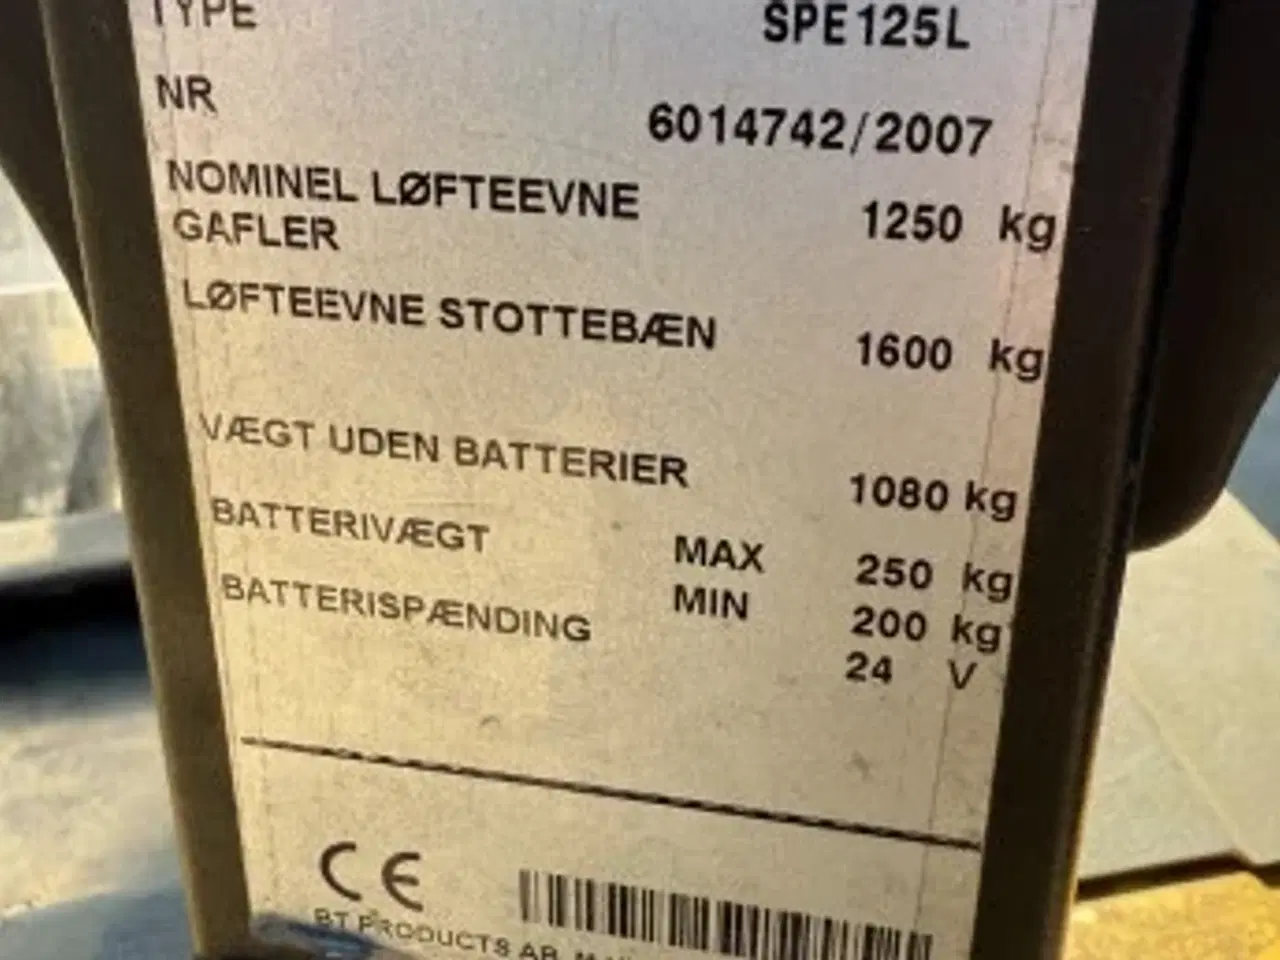 TYPE SPE125L
NR 6014742/2007
NOMINEL LØFTEEVNE
GAFLER 1250 kg
LØFTEEVNE STOTTEBÆN 1600 kg
VÆGT UDEN BATTERIER 1080 kg
BATTERIVÆGT MAX 250 kg
MIN 200 kg
BATTERISPÆNDING 24 V
CE
BT PRODUCTS AB